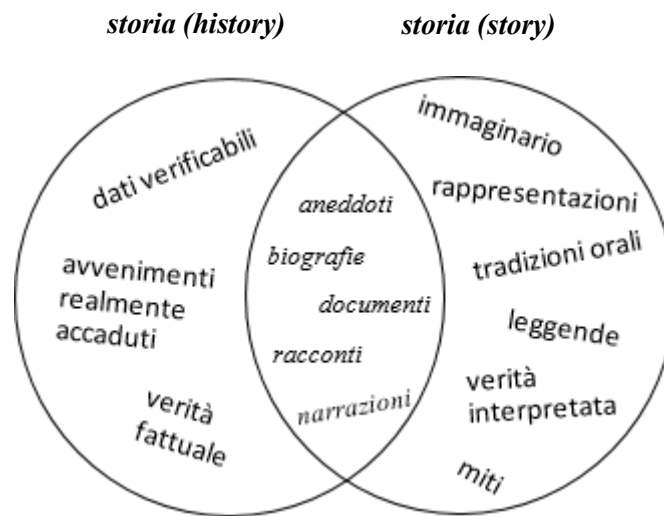 storia (history)
storia (story)
dati verificabili
avvenimenti
realmente
accaduti
verità
fattuale
aneddoti
biografie
documenti
racconti
narrazioni
immaginario
rappresentazioni
tradizioni orali
leggende
verità
interpretata
miti